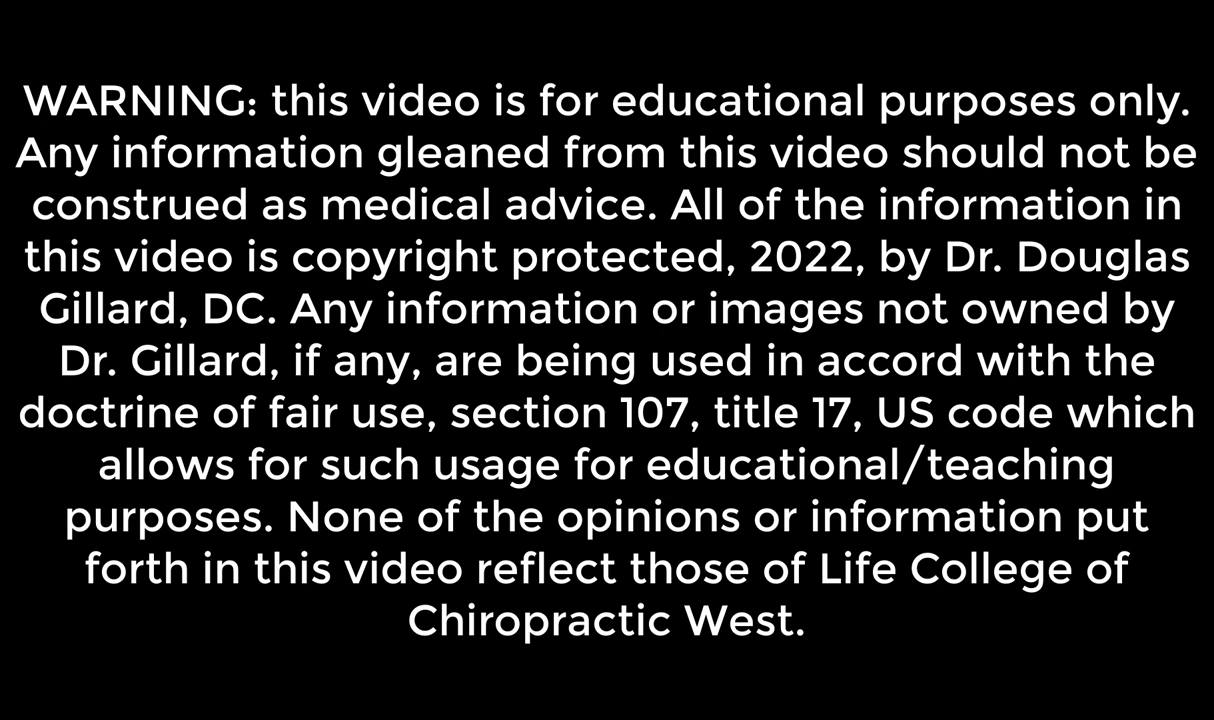 WARNING: this video is for educational purposes only.
Any information gleaned from this video should not be
construed as medical advice. All of the information in
this video is copyright protected, 2022, by Dr. Douglas
Gillard, DC. Any information or images not owned by
Dr. Gillard, if any, are being used in accord with the
doctrine of fair use, section 107, title 17, US code which
allows for such usage for educational/teaching
purposes. None of the opinions or information put
forth in this video reflect those of Life College of
Chiropractic West.